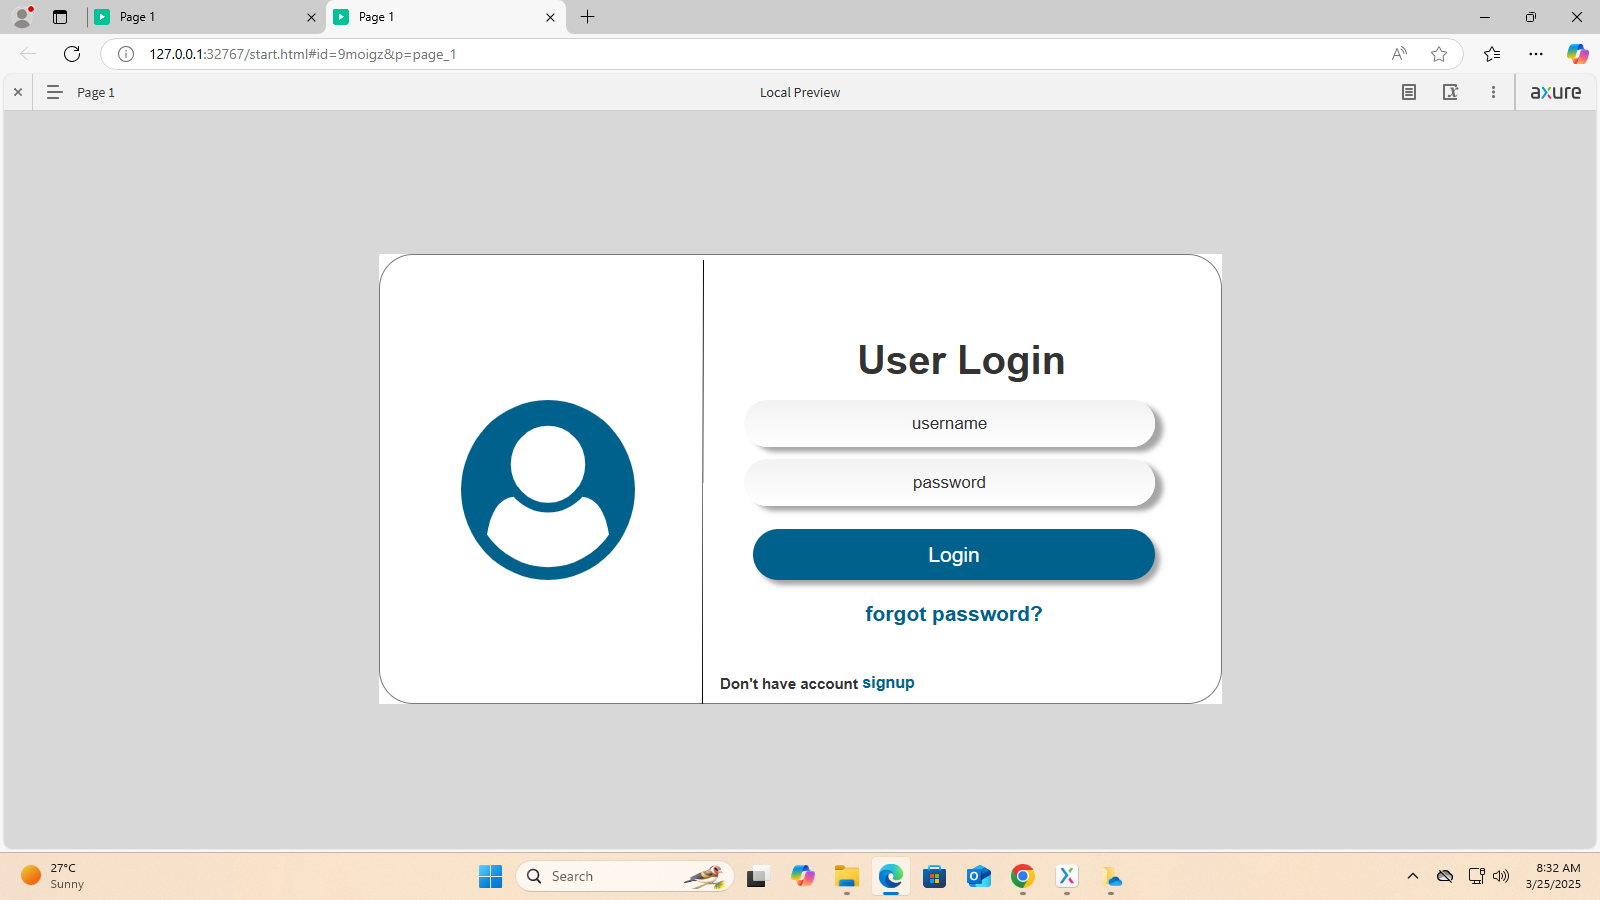 Page 1
Page 1
127.0.0.1:32767/start.html#id=9moigz&p=page_1
Page 1
Local Preview
axure
User Login
username
password
Login
forgot password?
Don't have account signup
27°C
Sunny
Search
8:32 AM
3/25/2025